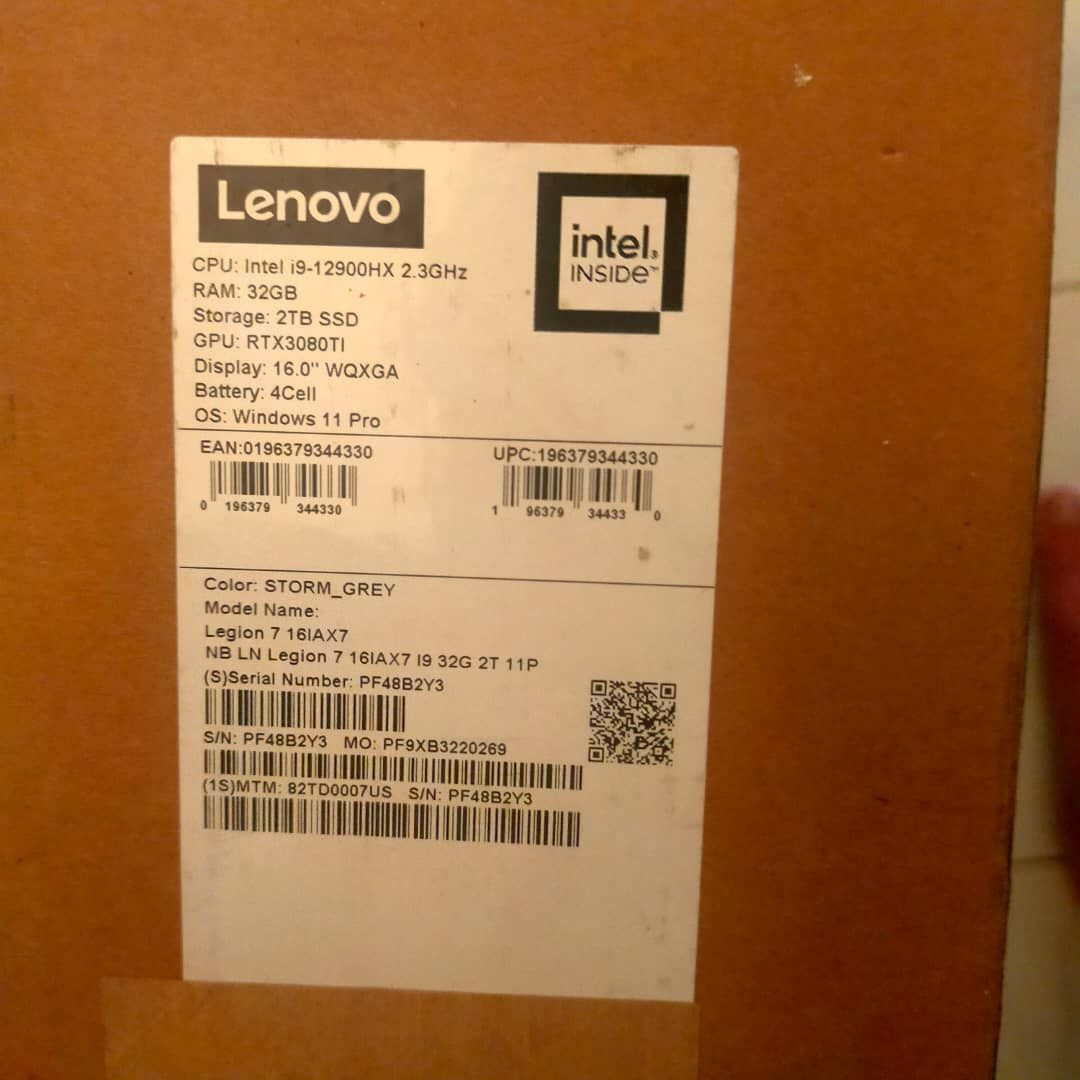 Lenovo
intel.
INSIDE™
CPU: Intel i9-12900HX 2.3GHz
RAM: 32GB
Storage: 2TB SSD
GPU: RTX3080TI
Display: 16.0" WQXGA
Battery: 4Cell
OS: Windows 11 Pro
EAN:0196379344330
0 196379 344330
UPC:196379344330
1 96379 34433 0
Color: STORM_GREY
Model Name:
Legion 7 16IAX7
NB LN Legion 7 16IAX7 I9 32G 2T 11P
(S)Serial Number: PF48B2Y3
S/N: PF48B2Y3 MO: PF9XB3220269
(1S)MTM: 82TD0007US S/N: PF48B2Y3